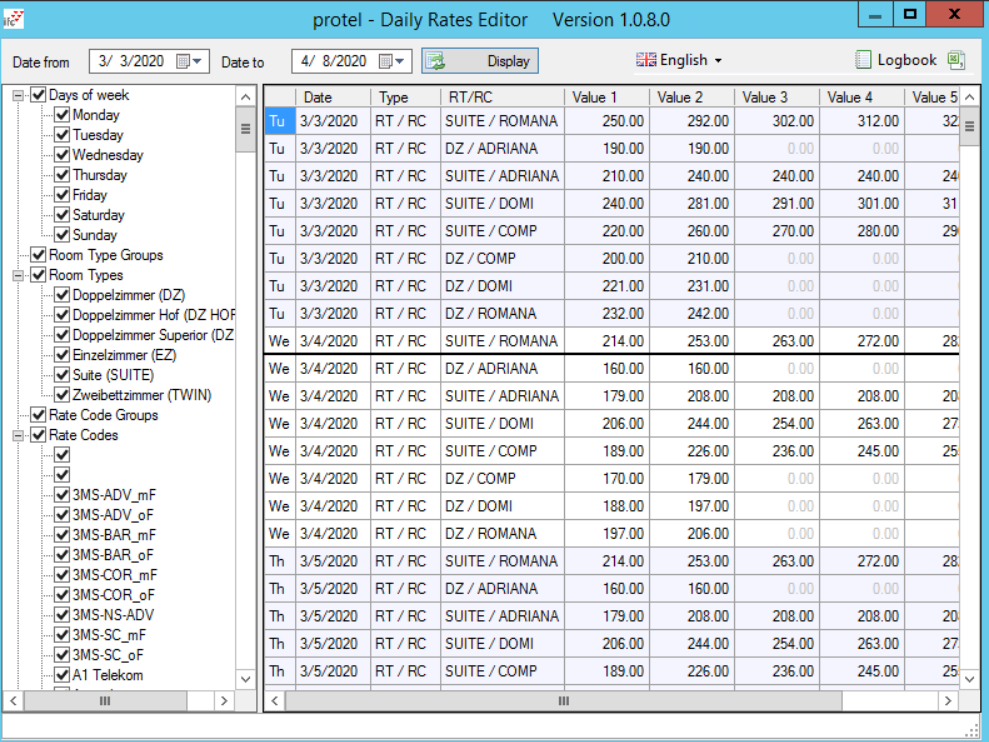 protel - Daily Rates Editor Version 1.0.8.0
Date from 3/ 3/2020 Date to 4/ 8/2020 Display English Logbook
Days of week
Monday
Tuesday
Wednesday
Thursday
Friday
Saturday
Sunday
Room Type Groups
Room Types
Doppelzimmer (DZ)
Doppelzimmer Hof (DZ HOF
Doppelzimmer Superior (DZ
Einzelzimmer (EZ)
Suite (SUITE)
Zweibettzimmer (TWIN)
Rate Code Groups
Rate Codes
3MS-ADV_mF
3MS-ADV_oF
3MS-BAR_mF
3MS-BAR_oF
3MS-COR_mF
3MS-COR_oF
3MS-NS-ADV
3MS-SC_mF
3MS-SC_oF
A1 Telekom
Date Type RT/RC Value 1 Value 2 Value 3 Value 4 Value 5
Tu 3/3/2020 RT / RC SUITE / ROMANA 250.00 292.00 302.00 312.00 32
Tu 3/3/2020 RT / RC DZ / ADRIANA 190.00 190.00 0.00 0.00
Tu 3/3/2020 RT / RC SUITE / ADRIANA 210.00 240.00 240.00 240.00 24
Tu 3/3/2020 RT / RC SUITE / DOMI 240.00 281.00 291.00 301.00 31
Tu 3/3/2020 RT / RC SUITE / COMP 220.00 260.00 270.00 280.00 29
Tu 3/3/2020 RT / RC DZ / COMP 200.00 210.00 0.00 0.00
Tu 3/3/2020 RT / RC DZ / DOMI 221.00 231.00 0.00 0.00
Tu 3/3/2020 RT / RC DZ / ROMANA 232.00 242.00 0.00 0.00
We 3/4/2020 RT / RC SUITE / ROMANA 214.00 253.00 263.00 272.00 28
We 3/4/2020 RT / RC DZ / ADRIANA 160.00 160.00 0.00 0.00
We 3/4/2020 RT / RC SUITE / ADRIANA 179.00 208.00 208.00 208.00 20
We 3/4/2020 RT / RC SUITE / DOMI 206.00 244.00 254.00 263.00 27
We 3/4/2020 RT / RC SUITE / COMP 189.00 226.00 236.00 245.00 25
We 3/4/2020 RT / RC DZ / COMP 170.00 179.00 0.00 0.00
We 3/4/2020 RT / RC DZ / DOMI 188.00 197.00 0.00 0.00
We 3/4/2020 RT / RC DZ / ROMANA 197.00 206.00 0.00 0.00
Th 3/5/2020 RT / RC SUITE / ROMANA 214.00 253.00 263.00 272.00 28
Th 3/5/2020 RT / RC DZ / ADRIANA 160.00 160.00 0.00 0.00
Th 3/5/2020 RT / RC SUITE / ADRIANA 179.00 208.00 208.00 208.00 20
Th 3/5/2020 RT / RC SUITE / DOMI 206.00 244.00 254.00 263.00 27
Th 3/5/2020 RT / RC SUITE / COMP 189.00 226.00 236.00 245.00 25